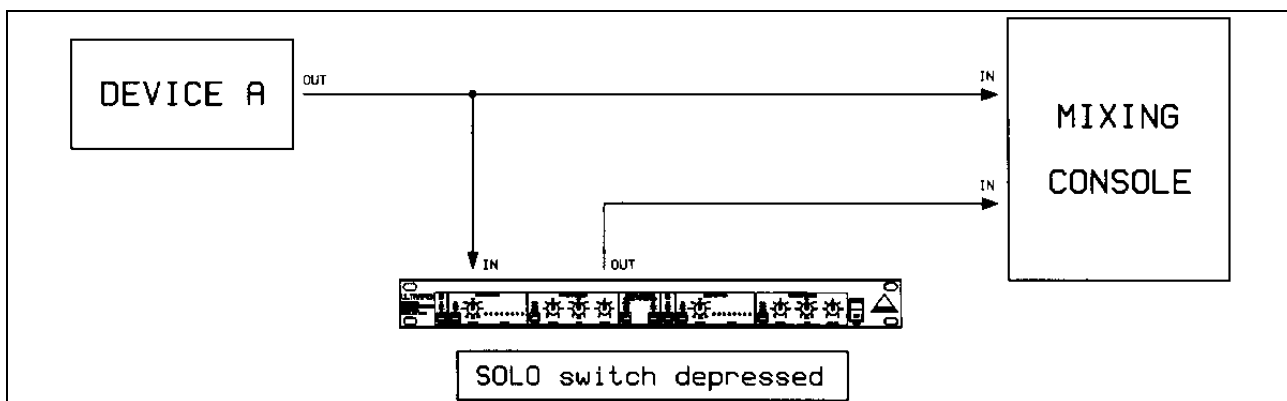 DEVICE A
OUT
IN
MIXING
CONSOLE
IN
IN
OUT
SOLO switch depressed